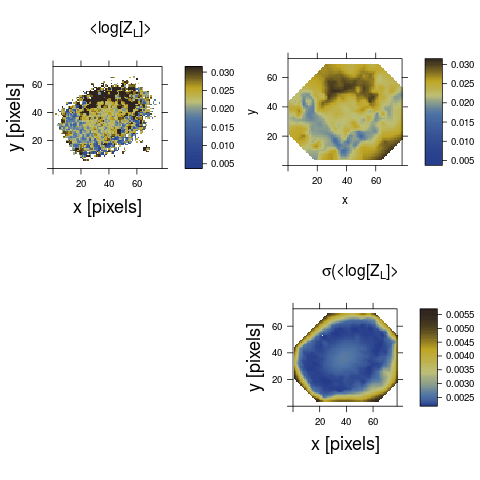 <log[Z_L]>
y [pixels]
60
40
20
20 40 60
x [pixels]
0.030
0.025
0.020
0.015
0.010
0.005
y
60
40
20
20 40 60
x
0.030
0.025
0.020
0.015
0.010
0.005
σ(<log[Z_L]>
y [pixels]
60
40
20
20 40 60
x [pixels]
0.0055
0.0050
0.0045
0.0040
0.0035
0.0030
0.0025